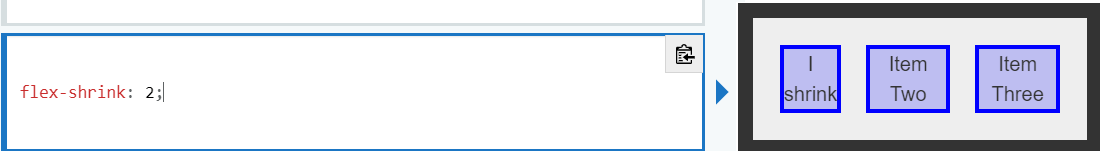 flex-shrink: 2;
I
shrink
Item
Two
Item
Three